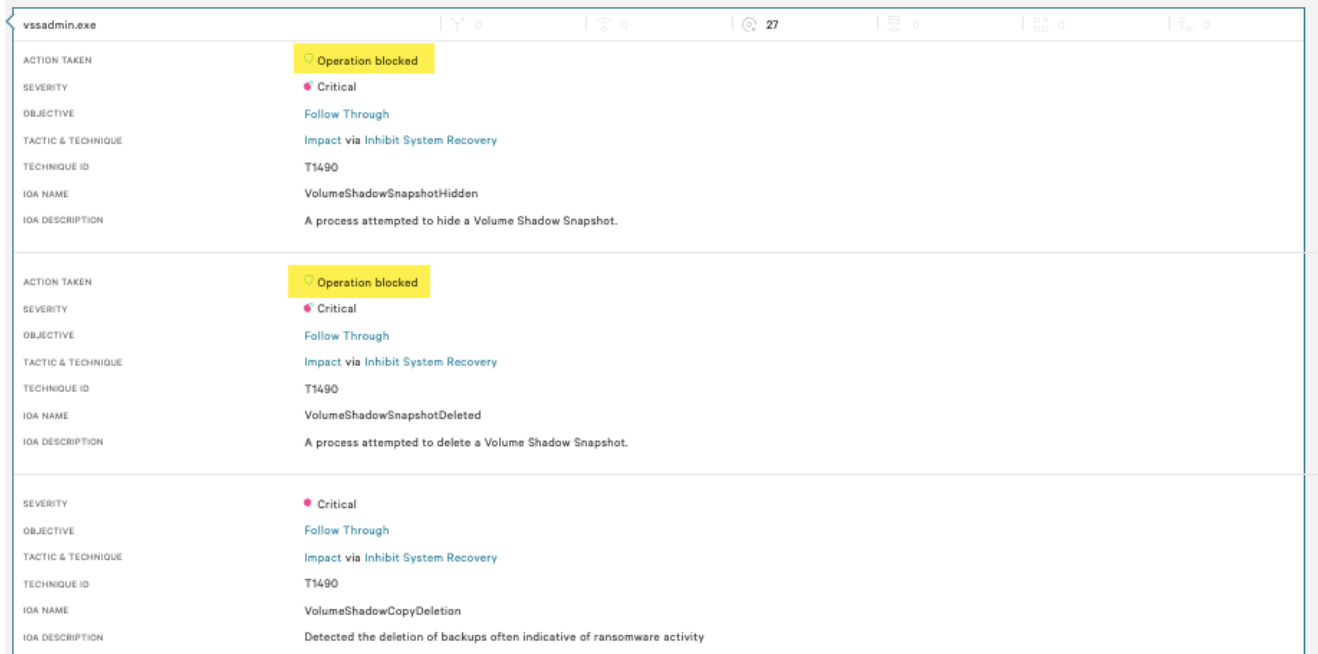 vssadmin.exe 0 0 27 0 0 0
ACTION TAKEN Operation blocked
SEVERITY Critical
OBJECTIVE Follow Through
TACTIC & TECHNIQUE Impact via Inhibit System Recovery
TECHNIQUE ID T1490
IOA NAME VolumeShadowSnapshotHidden
IOA DESCRIPTION A process attempted to hide a Volume Shadow Snapshot.
ACTION TAKEN Operation blocked
SEVERITY Critical
OBJECTIVE Follow Through
TACTIC & TECHNIQUE Impact via Inhibit System Recovery
TECHNIQUE ID T1490
IOA NAME VolumeShadowSnapshotDeleted
IOA DESCRIPTION A process attempted to delete a Volume Shadow Snapshot.
SEVERITY Critical
OBJECTIVE Follow Through
TACTIC & TECHNIQUE Impact via Inhibit System Recovery
TECHNIQUE ID T1490
IOA NAME VolumeShadowCopyDeletion
IOA DESCRIPTION Detected the deletion of backups often indicative of ransomware activity